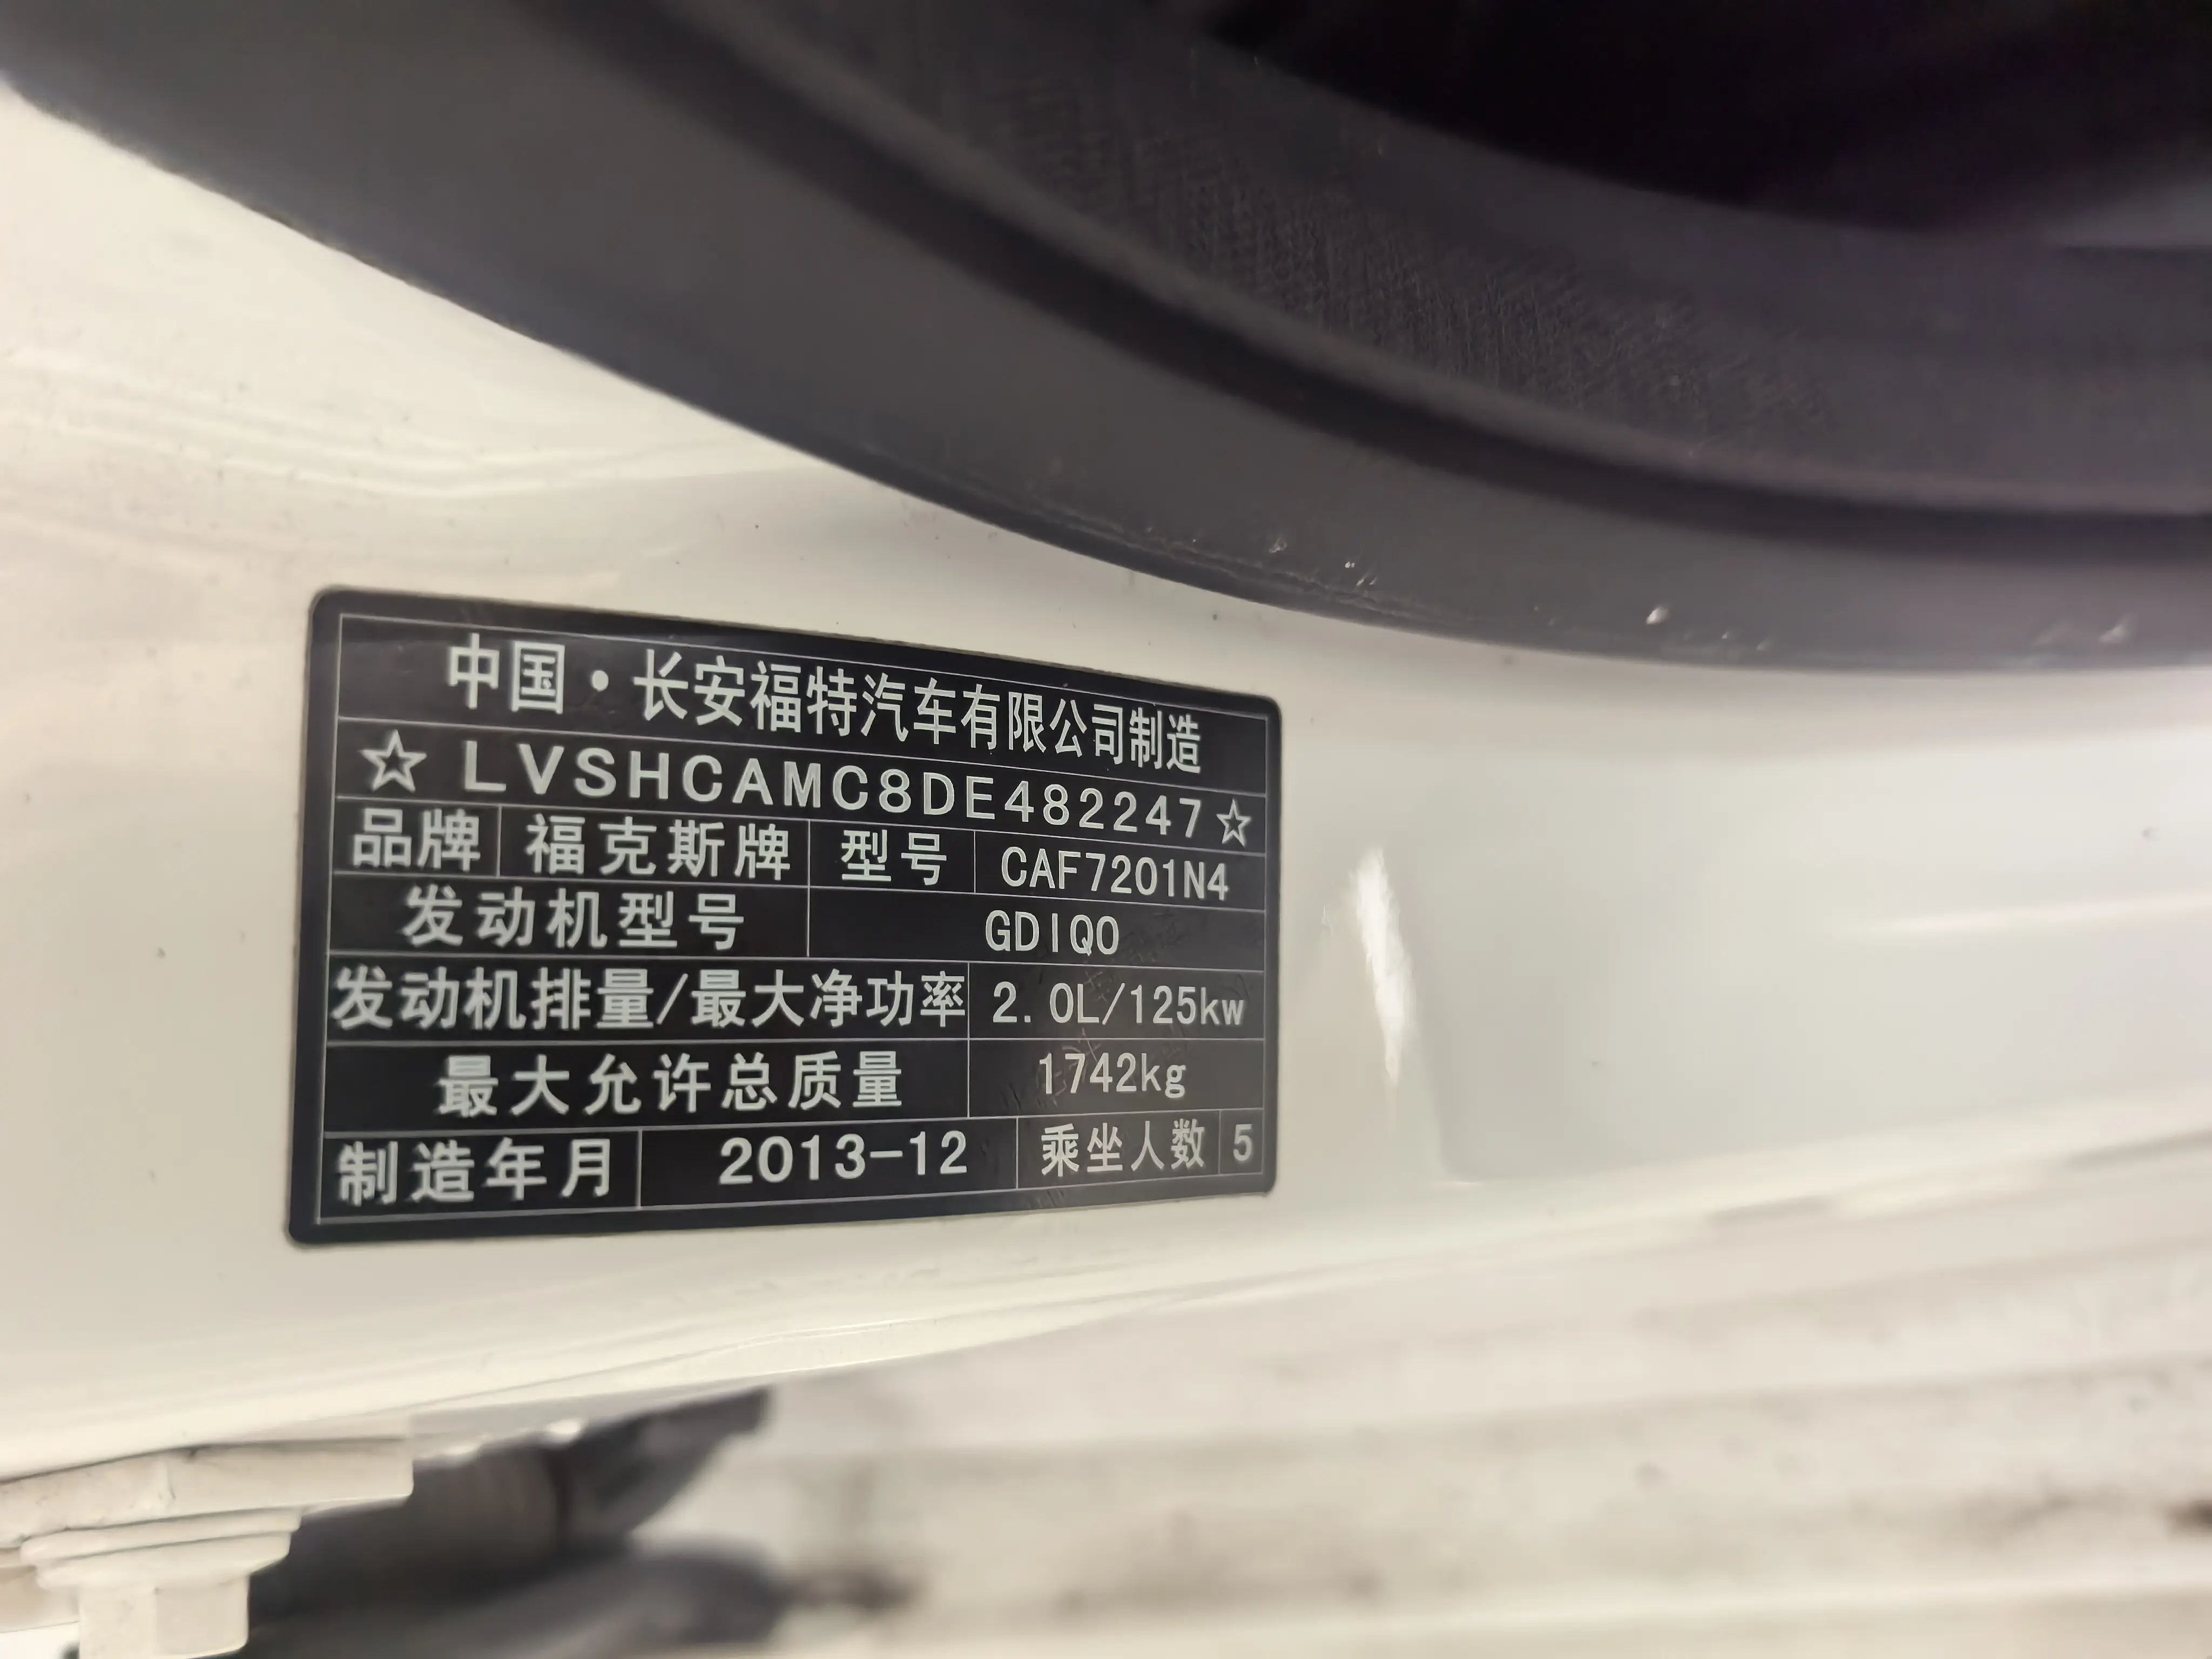 中国·长安福特汽车有限公司制造
☆ LVSHCAMC8DE482247 ☆
品牌 福克斯牌 型号 CAF7201N4
发动机型号 GDIQ0
发动机排量/最大净功率 2.0L/125kw
最大允许总质量 1742kg
制造年月 2013-12 乘坐人数 5